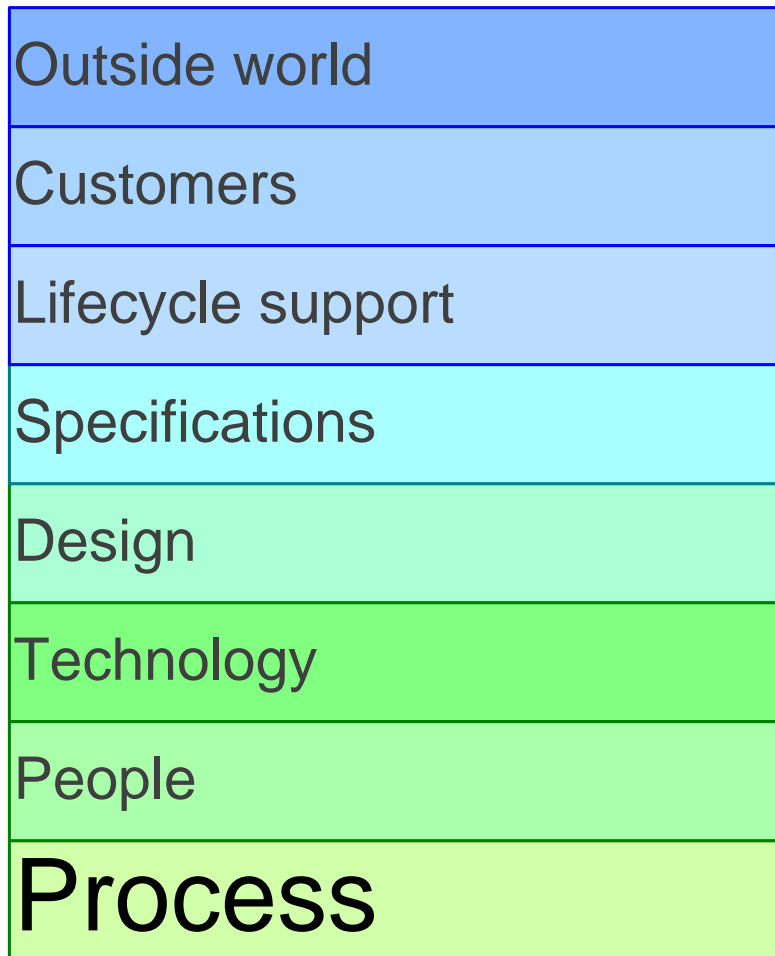 Outside world
Customers
Lifecycle support
Specifications
Design
Technology
People
Process